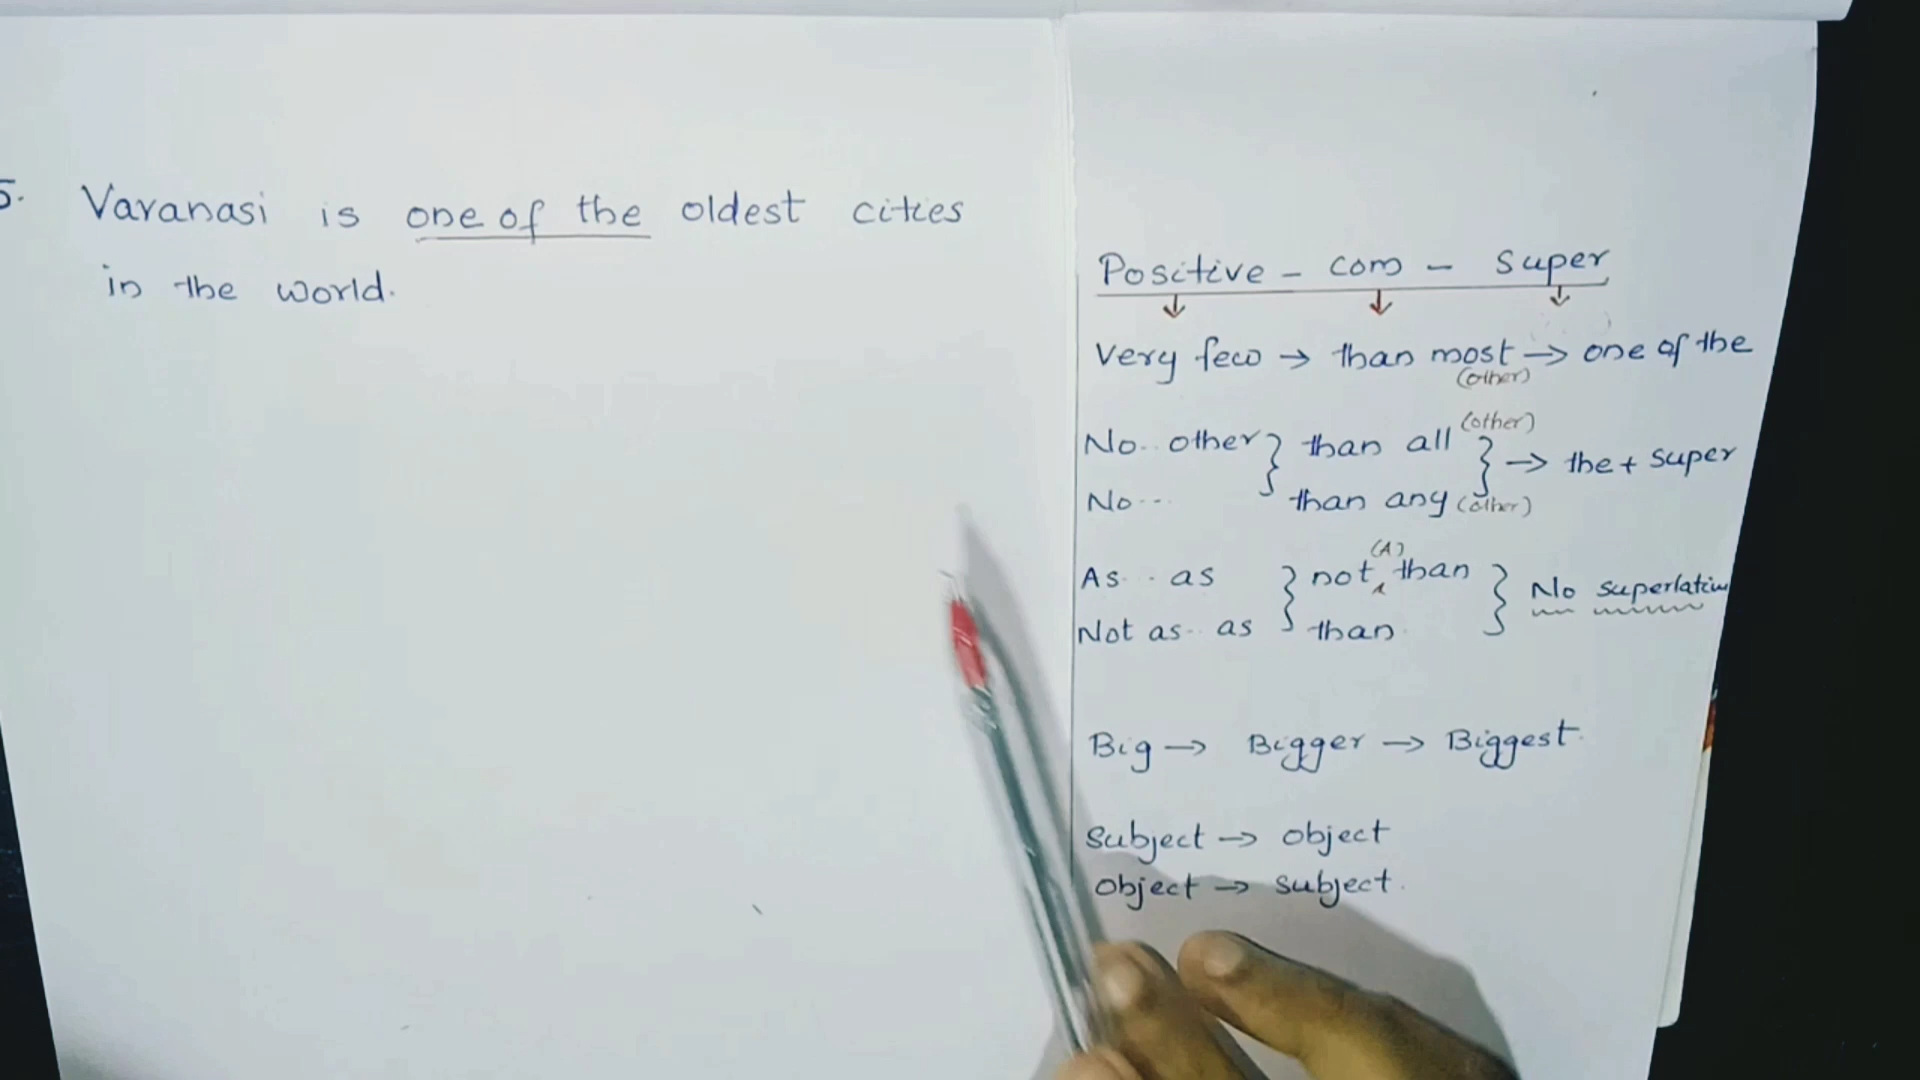 5. Varanasi is one of the oldest cities
in the world.
Positive - com - super
Very few → than most → one of the
(other)
(other)
No.. other } than all } → the + super
No... than any (other)
(A)
As.. as } not ‸ than } No superlative
Not as.. as than.
Big → Bigger → Biggest.
Subject → object
object → subject.